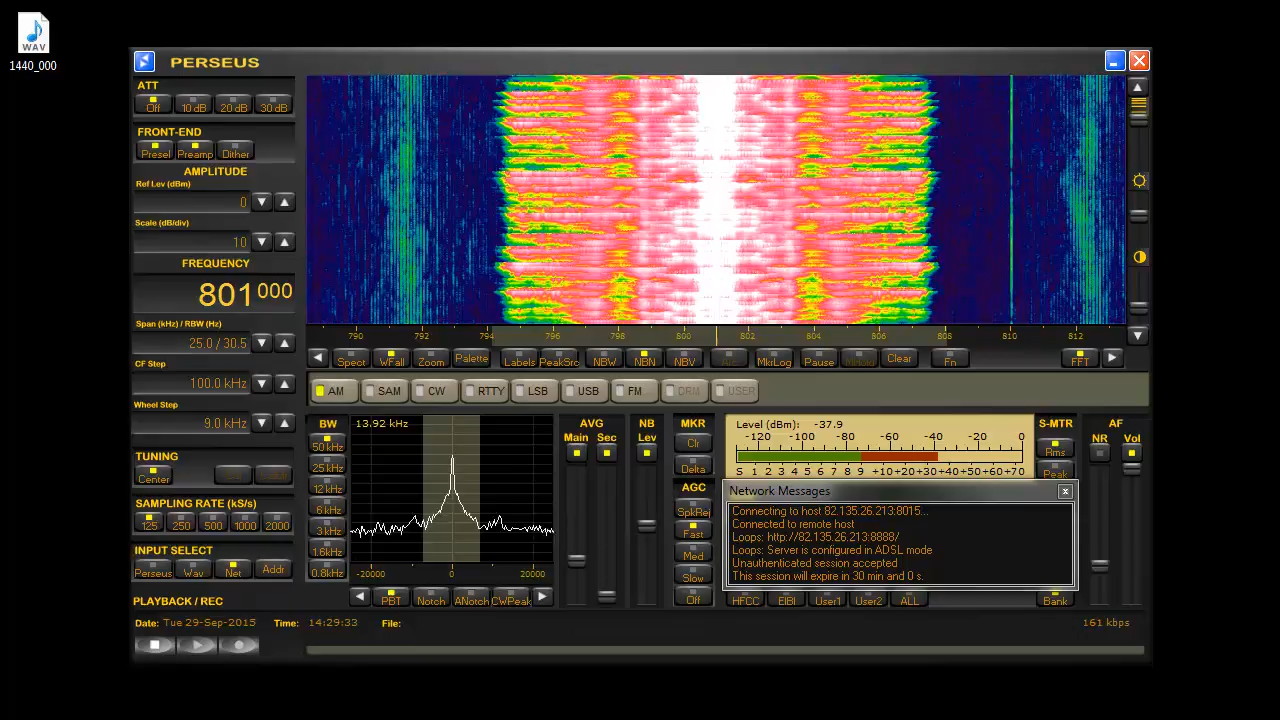 WAV
1440_000
PERSEUS
ATT
Off 10 dB 20 dB 30 dB
FRONT-END
Presel Preamp Dither
AMPLITUDE
Ref Lev (dBm)
0
Scale (dB/div)
10
FREQUENCY
801 000
Span (kHz) / RBW (Hz)
25.0 / 30.5
CF Step
100.0 kHz
Wheel Step
9.0 kHz
TUNING
Center
SAMPLING RATE (kS/s)
125 250 500 1000 2000
INPUT SELECT
Perseus Wav Net Addr
790 792 794 796 798 800 802 804 806 808 810 812
Spect WFall Zoom Palette Labels PeakSrc NBW NBN NBV MkrLog Pause Clear Fn FFT
AM SAM CW RTTY LSB USB FM DRM USER
BW
50 kHz
25 kHz
12 kHz
6 kHz
3 kHz
1.6kHz
0.8kHz
13.92 kHz
-20000 0 20000
PBT Notch ANotch CWPeak
AVG
Main Sec
NB
Lev
MKR
Clr
Delta
AGC
SpkRej
Fast
Med
Slow
Off
Level (dBm): -37.9
-120 -100 -80 -60 -40 -20 0
S 1 2 3 4 5 6 7 8 9 +10 +20 +30 +40 +50 +60 +70
S-MTR
Rms
Peak
AF
NR Vol
Network Messages
Connecting to host 82.135.26.213:8015...
Connected to remote host
Loops: http://82.135.26.213:8888/
Loops: Server is configured in ADSL mode
Unauthenticated session accepted
This session will expire in 30 min and 0 s.
HFCC EIBI User1 User2 ALL Bank
PLAYBACK / REC
Date: Tue 29-Sep-2015 Time: 14:29:33 File: 161 kbps